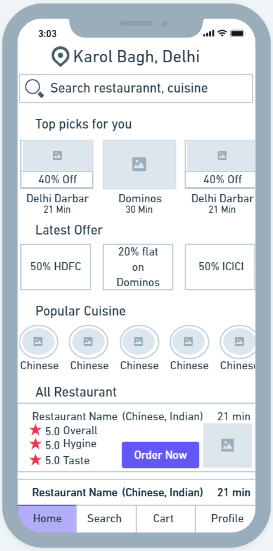 3:03
Karol Bagh, Delhi
Search restaurannt, cuisine
Top picks for you
40% Off
40% Off
Delhi Darbar
Dominos
Delhi Darbar
21 Min
30 Min
21 Min
Latest Offer
50% HDFC
20% flat
on
Dominos
50% ICICI
Popular Cuisine
Chinese
Chinese
Chinese
Chinese
Chinese
All Restaurant
Restaurant Name (Chinese, Indian) 21 min
5.0 Overall
5.0 Hygine
5.0 Taste
Order Now
Restaurant Name (Chinese, Indian) 21 min
Home
Search
Cart
Profile